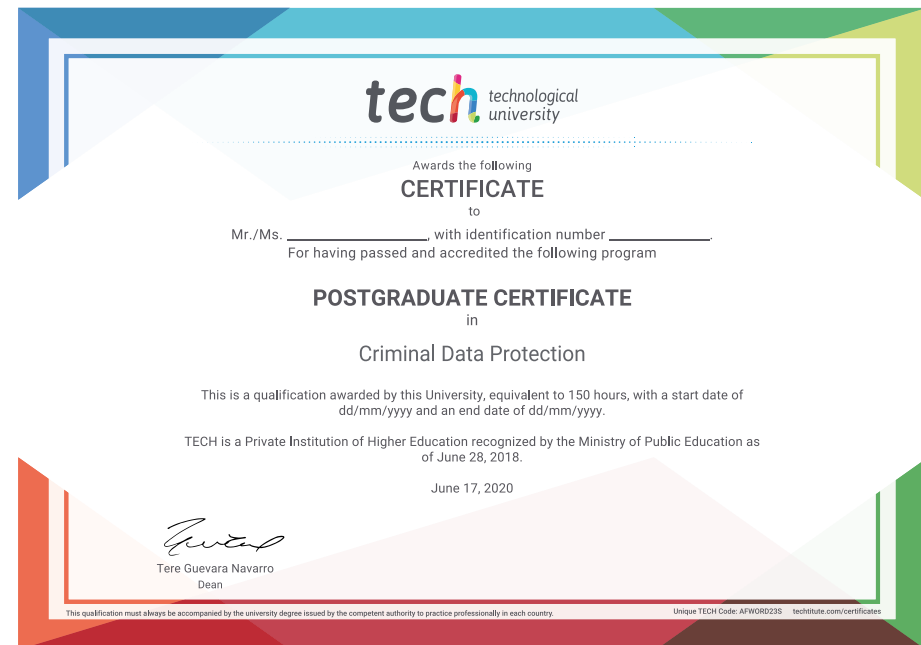 tech technological
university
Awards the following
CERTIFICATE
to
Mr./Ms. ____________________, with identification number ______________.
For having passed and accredited the following program
POSTGRADUATE CERTIFICATE
in
Criminal Data Protection
This is a qualification awarded by this University, equivalent to 150 hours, with a start date of
dd/mm/yyyy and an end date of dd/mm/yyyy.
TECH is a Private Institution of Higher Education recognized by the Ministry of Public Education as
of June 28, 2018.
June 17, 2020
Tere Guevara Navarro
Dean
This qualification must always be accompanied by the university degree issued by the competent authority to practice professionally in each country.
Unique TECH Code: AFWORD23S techtitute.com/certificates